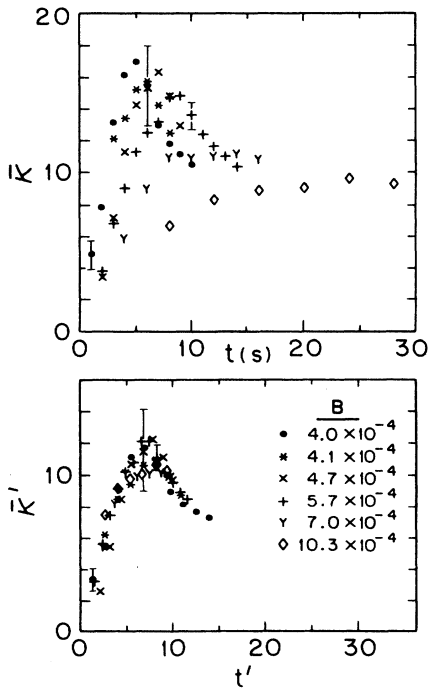 20
10
0
K̅
0
10
20
30
t(s)
10
0
K̅′
B
● 4.0 × 10⁻⁴
* 4.1 × 10⁻⁴
× 4.7 × 10⁻⁴
+ 5.7 × 10⁻⁴
Y 7.0 × 10⁻⁴
◇ 10.3 × 10⁻⁴
0
10
20
30
t′